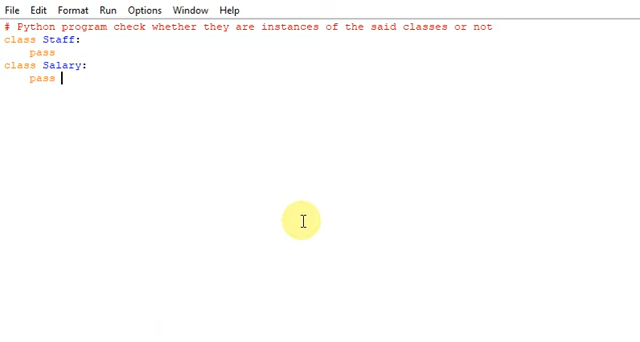 File Edit Format Run Options Window Help
# Python program check whether they are instances of the said classes or not
class Staff:
    pass
class Salary:
    pass